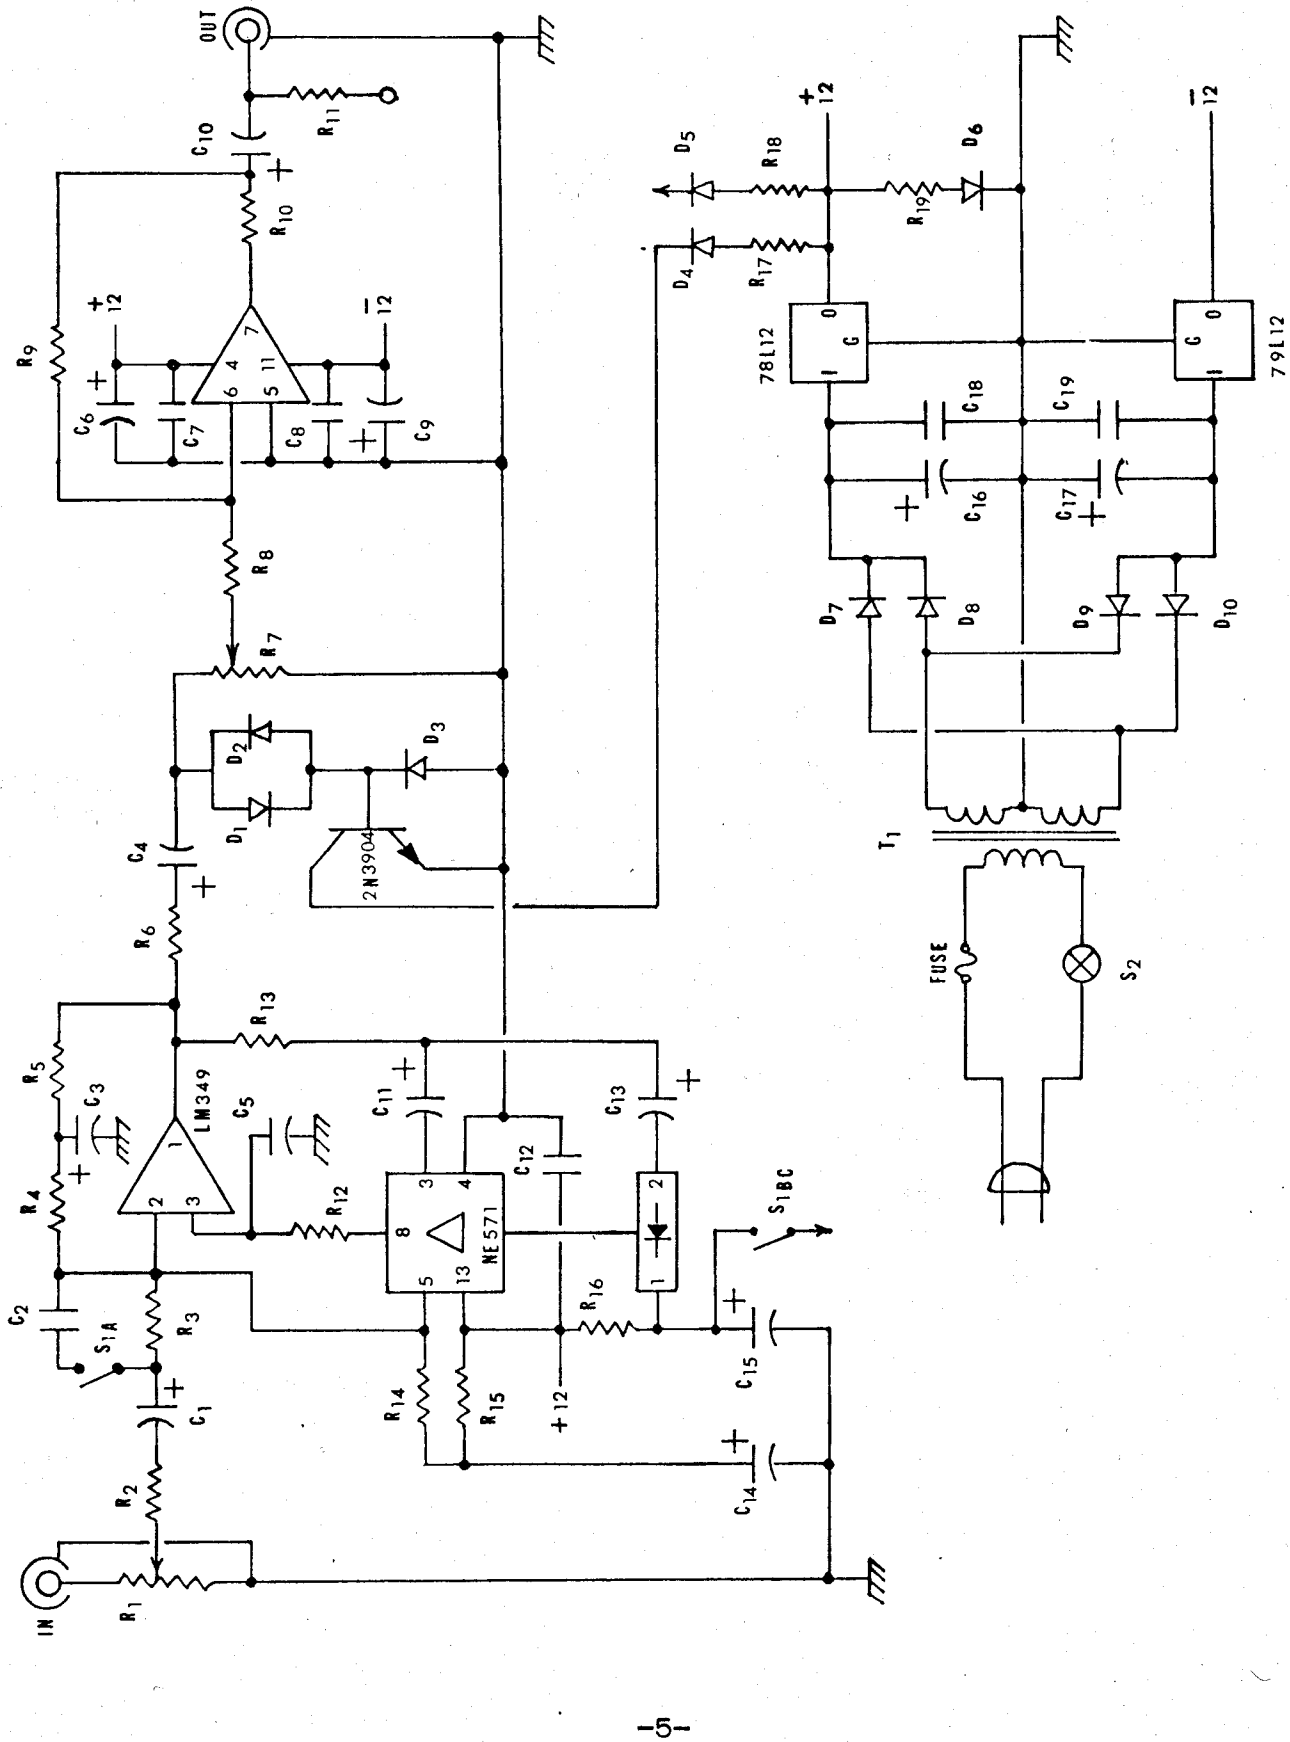 OUT
C10
R11
R10
R9
+
+12
-12
+
C6
C7
4
7
11
6
5
C8
C9
+
R8
R7
D2
D1
D3
2N3904
C4
+
R6
R5
R13
C3
+
LM349
1
2
3
C5
R4
C11
+
C13
+
R12
C12
3
4
8
NE571
5
13
2
1
S1BC
C2
S1A
R3
R16
+
C15
C1
+
R14
R15
+12
+
C14
R2
R1
IN
+12
-12
D5
R18
D6
R19
D4
R17
78L12
O
G
I
79L12
O
G
I
C18
C19
C16
+
C17
+
D7
D8
D9
D10
T1
FUSE
S2
-5-